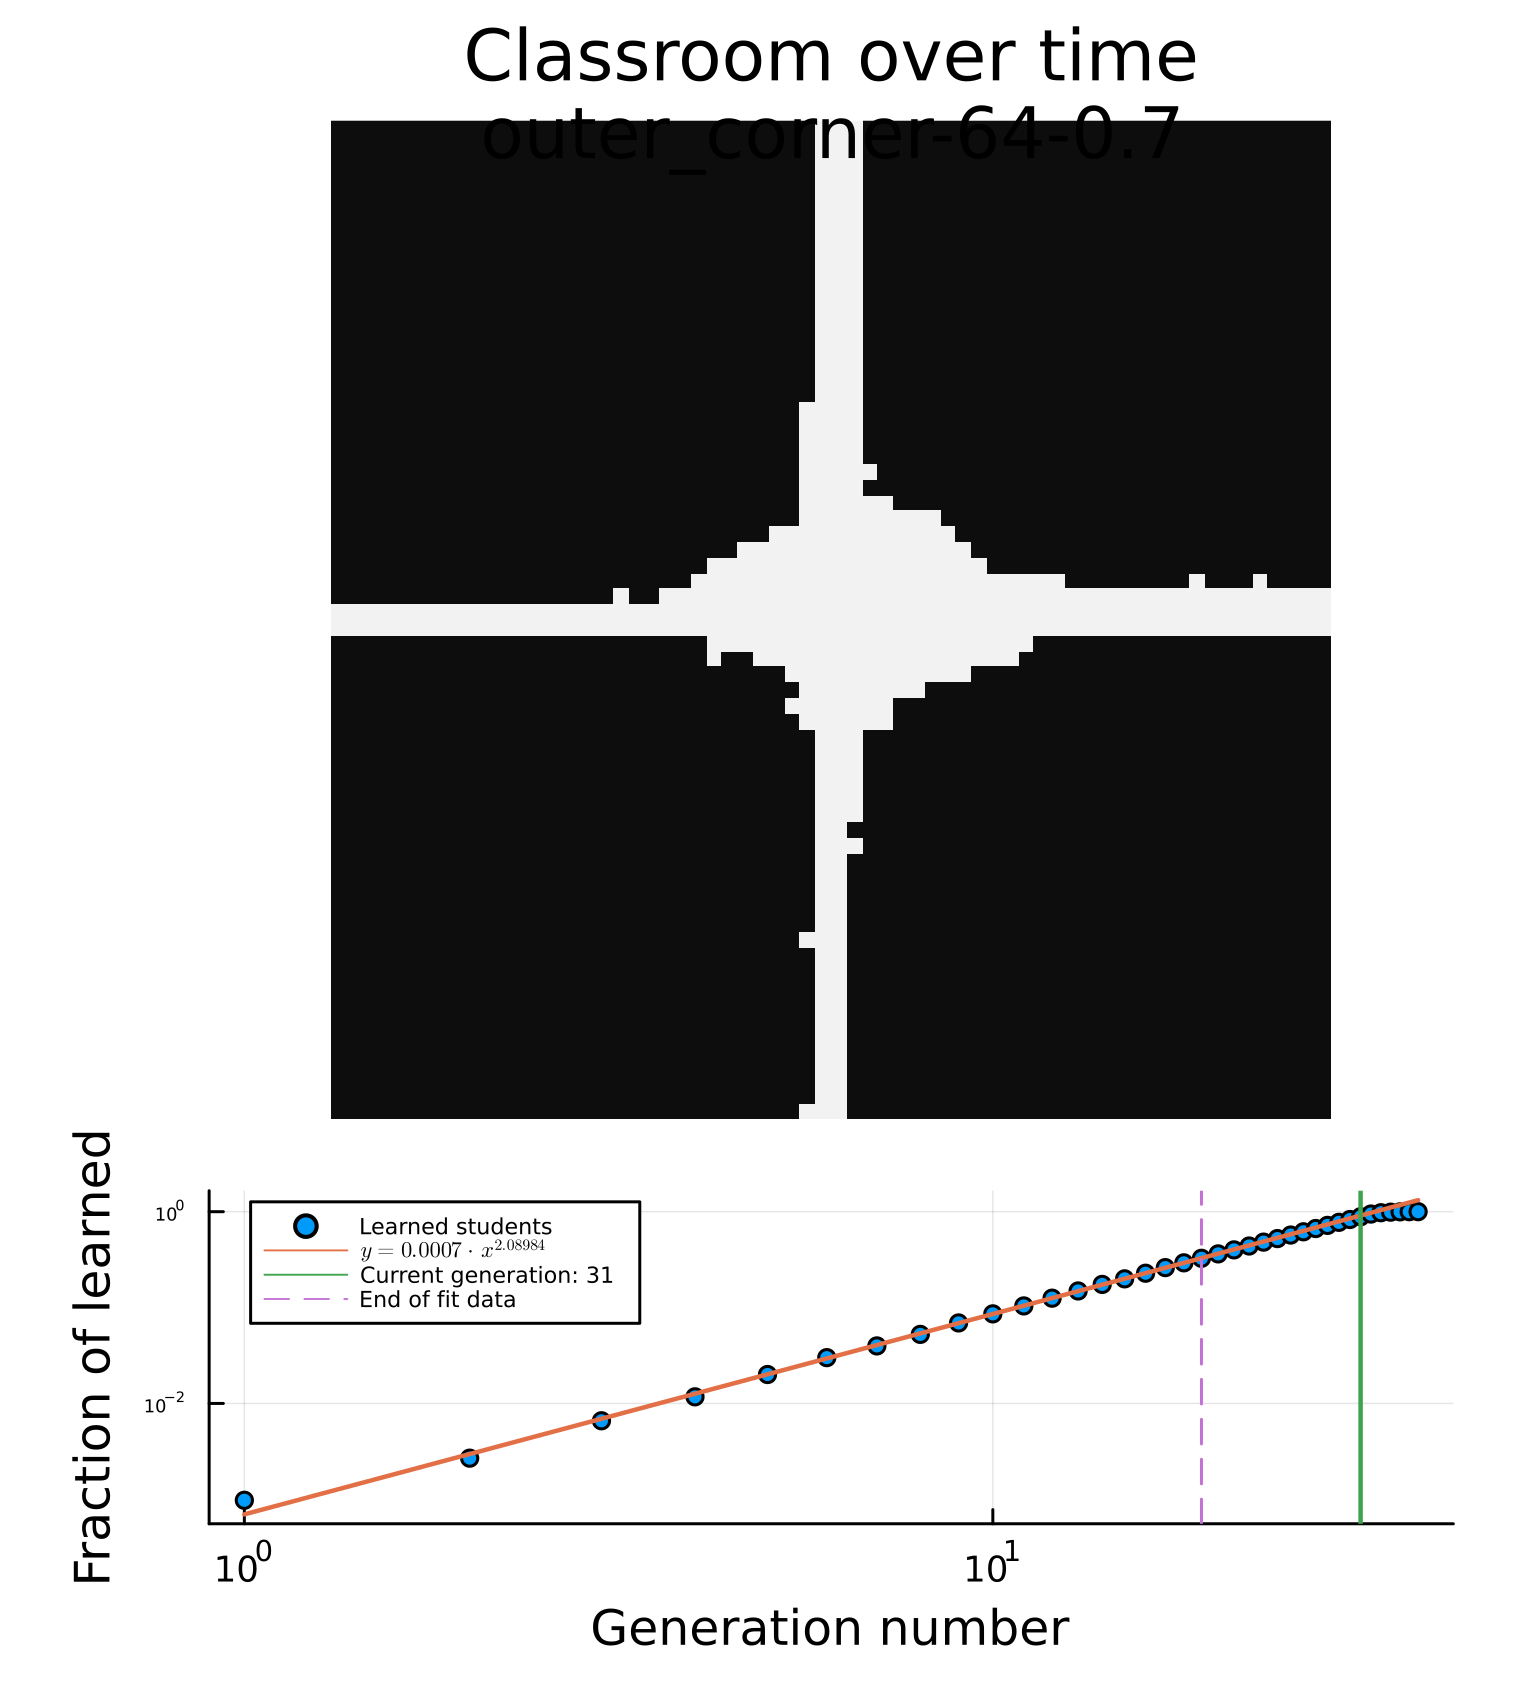 Classroom over time
outer_corner-64-0.7
Fraction of learned
10⁰
10⁻²
Learned students
y = 0.0007 · x^2.08984
Current generation: 31
End of fit data
10⁰ 10¹
Generation number